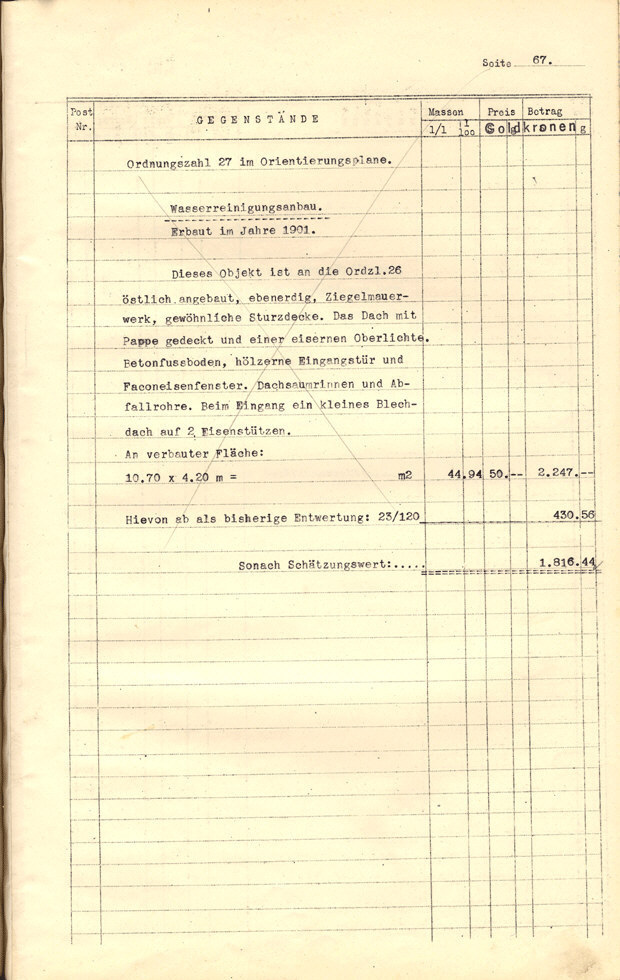 Seite 67.
Post Nr. GEGENSTÄNDE Massen Preis Betrag
1/1 1/100 Goldkronen g
Ordnungszahl 27 im Orientierungsplane.
Wasserreinigungsanbau.
Erbaut im Jahre 1901.
Dieses Objekt ist an die Ordzl.26
östlich angebaut, ebenerdig, Ziegelmauer-
werk, gewöhnliche Sturzdecke. Das Dach mit
Pappe gedeckt und einer eisernen Oberlichte.
Betonfussboden, hölzerne Eingangstür und
Faconeisenfenster. Dachsaumrinnen und Ab-
fallrohre. Beim Eingang ein kleines Blech-
dach auf 2 Eisenstützen.
An verbauter Fläche:
10.70 x 4.20 m = m2 44.94 50.-- 2.247.--
Hievon ab als bisherige Entwertung: 23/120 430.56
Sonach Schätzungswert:..... 1.816.44